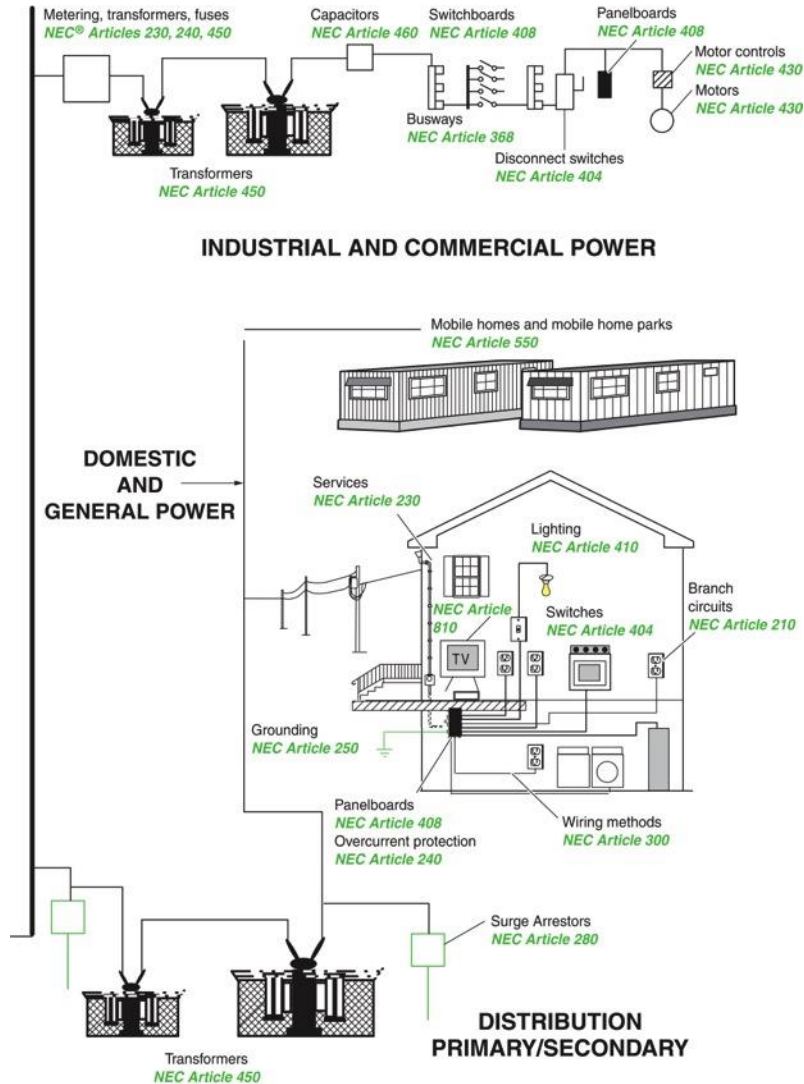 Metering, transformers, fuses
NEC® Articles 230, 240, 450
Capacitors
NEC Article 460
Switchboards
NEC Article 408
Panelboards
NEC Article 408
Motor controls
NEC Article 430
Motors
NEC Article 430
Busways
NEC Article 368
Disconnect switches
NEC Article 404
Transformers
NEC Article 450
INDUSTRIAL AND COMMERCIAL POWER
Mobile homes and mobile home parks
NEC Article 550
DOMESTIC
AND
GENERAL POWER
Services
NEC Article 230
Lighting
NEC Article 410
NEC Article
810
TV
Switches
NEC Article 404
Branch
circuits
NEC Article 210
Grounding
NEC Article 250
Panelboards
NEC Article 408
Overcurrent protection
NEC Article 240
Wiring methods
NEC Article 300
Surge Arrestors
NEC Article 280
Transformers
NEC Article 450
DISTRIBUTION
PRIMARY/SECONDARY